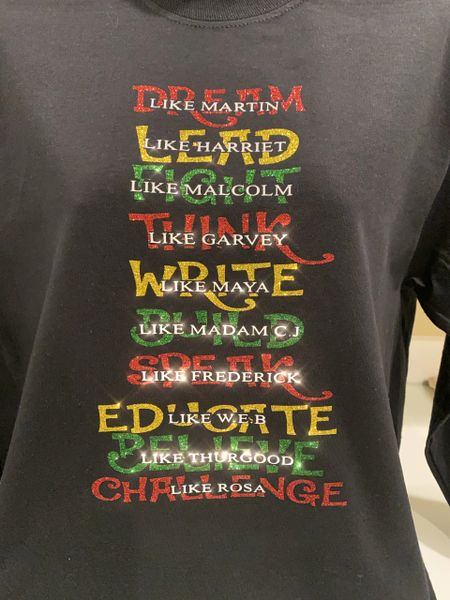 DREAM
LIKE MARTIN
LEAD
LIKE HARRIET
FIGHT
LIKE MALCOLM
THINK
LIKE GARVEY
WRITE
LIKE MAYA
BUILD
LIKE MADAM C.J
SPEAK
LIKE FREDERICK
EDUCATE
LIKE W.E.B
BELIEVE
LIKE THURGOOD
CHALLENGE
LIKE ROSA